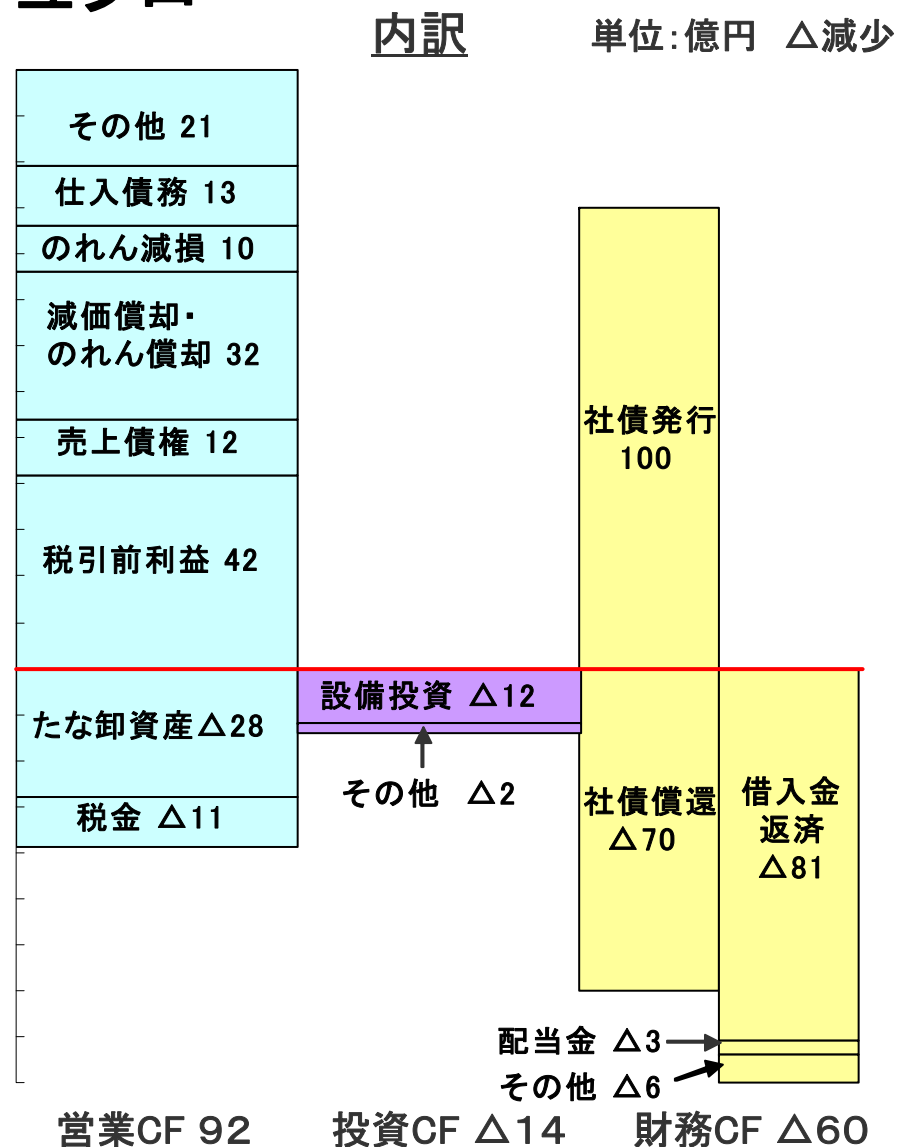 内訳
単位:億円 △減少
その他 21
仕入債務 13
のれん減損 10
減価償却・
のれん償却 32
売上債権 12
税引前利益 42
たな卸資産△28
税金 △11
設備投資 △12
その他 △2
社債発行
100
社債償還
△70
借入金
返済
△81
配当金 △3
その他 △6
営業CF 92
投資CF △14
財務CF △60